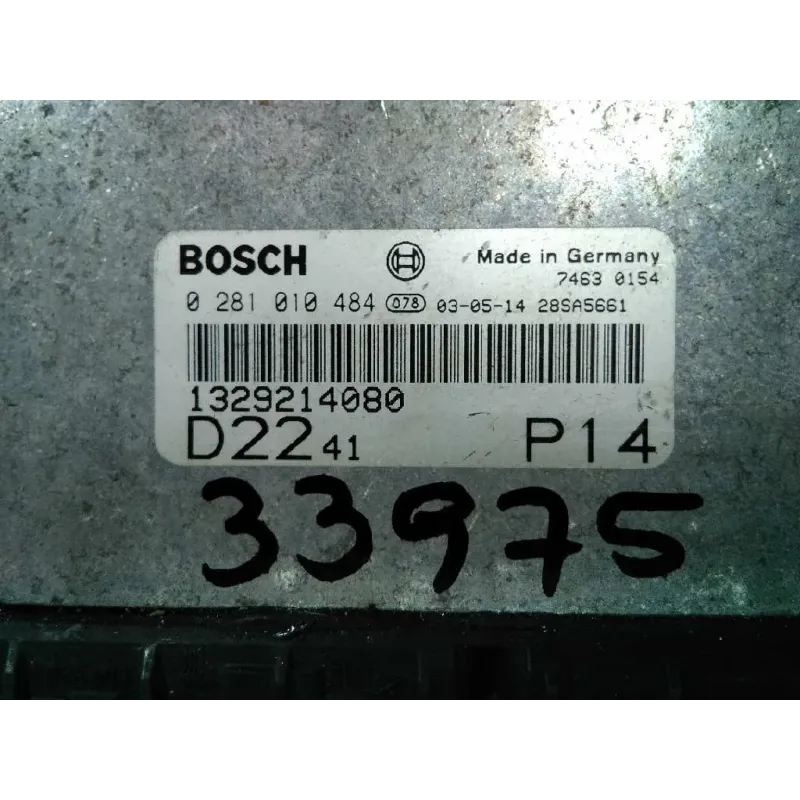 BOSCH Made in Germany
7463 0154
0 281 010 484 078 03-05-14 28SA5661
1329214080
D22 41 P14
33975